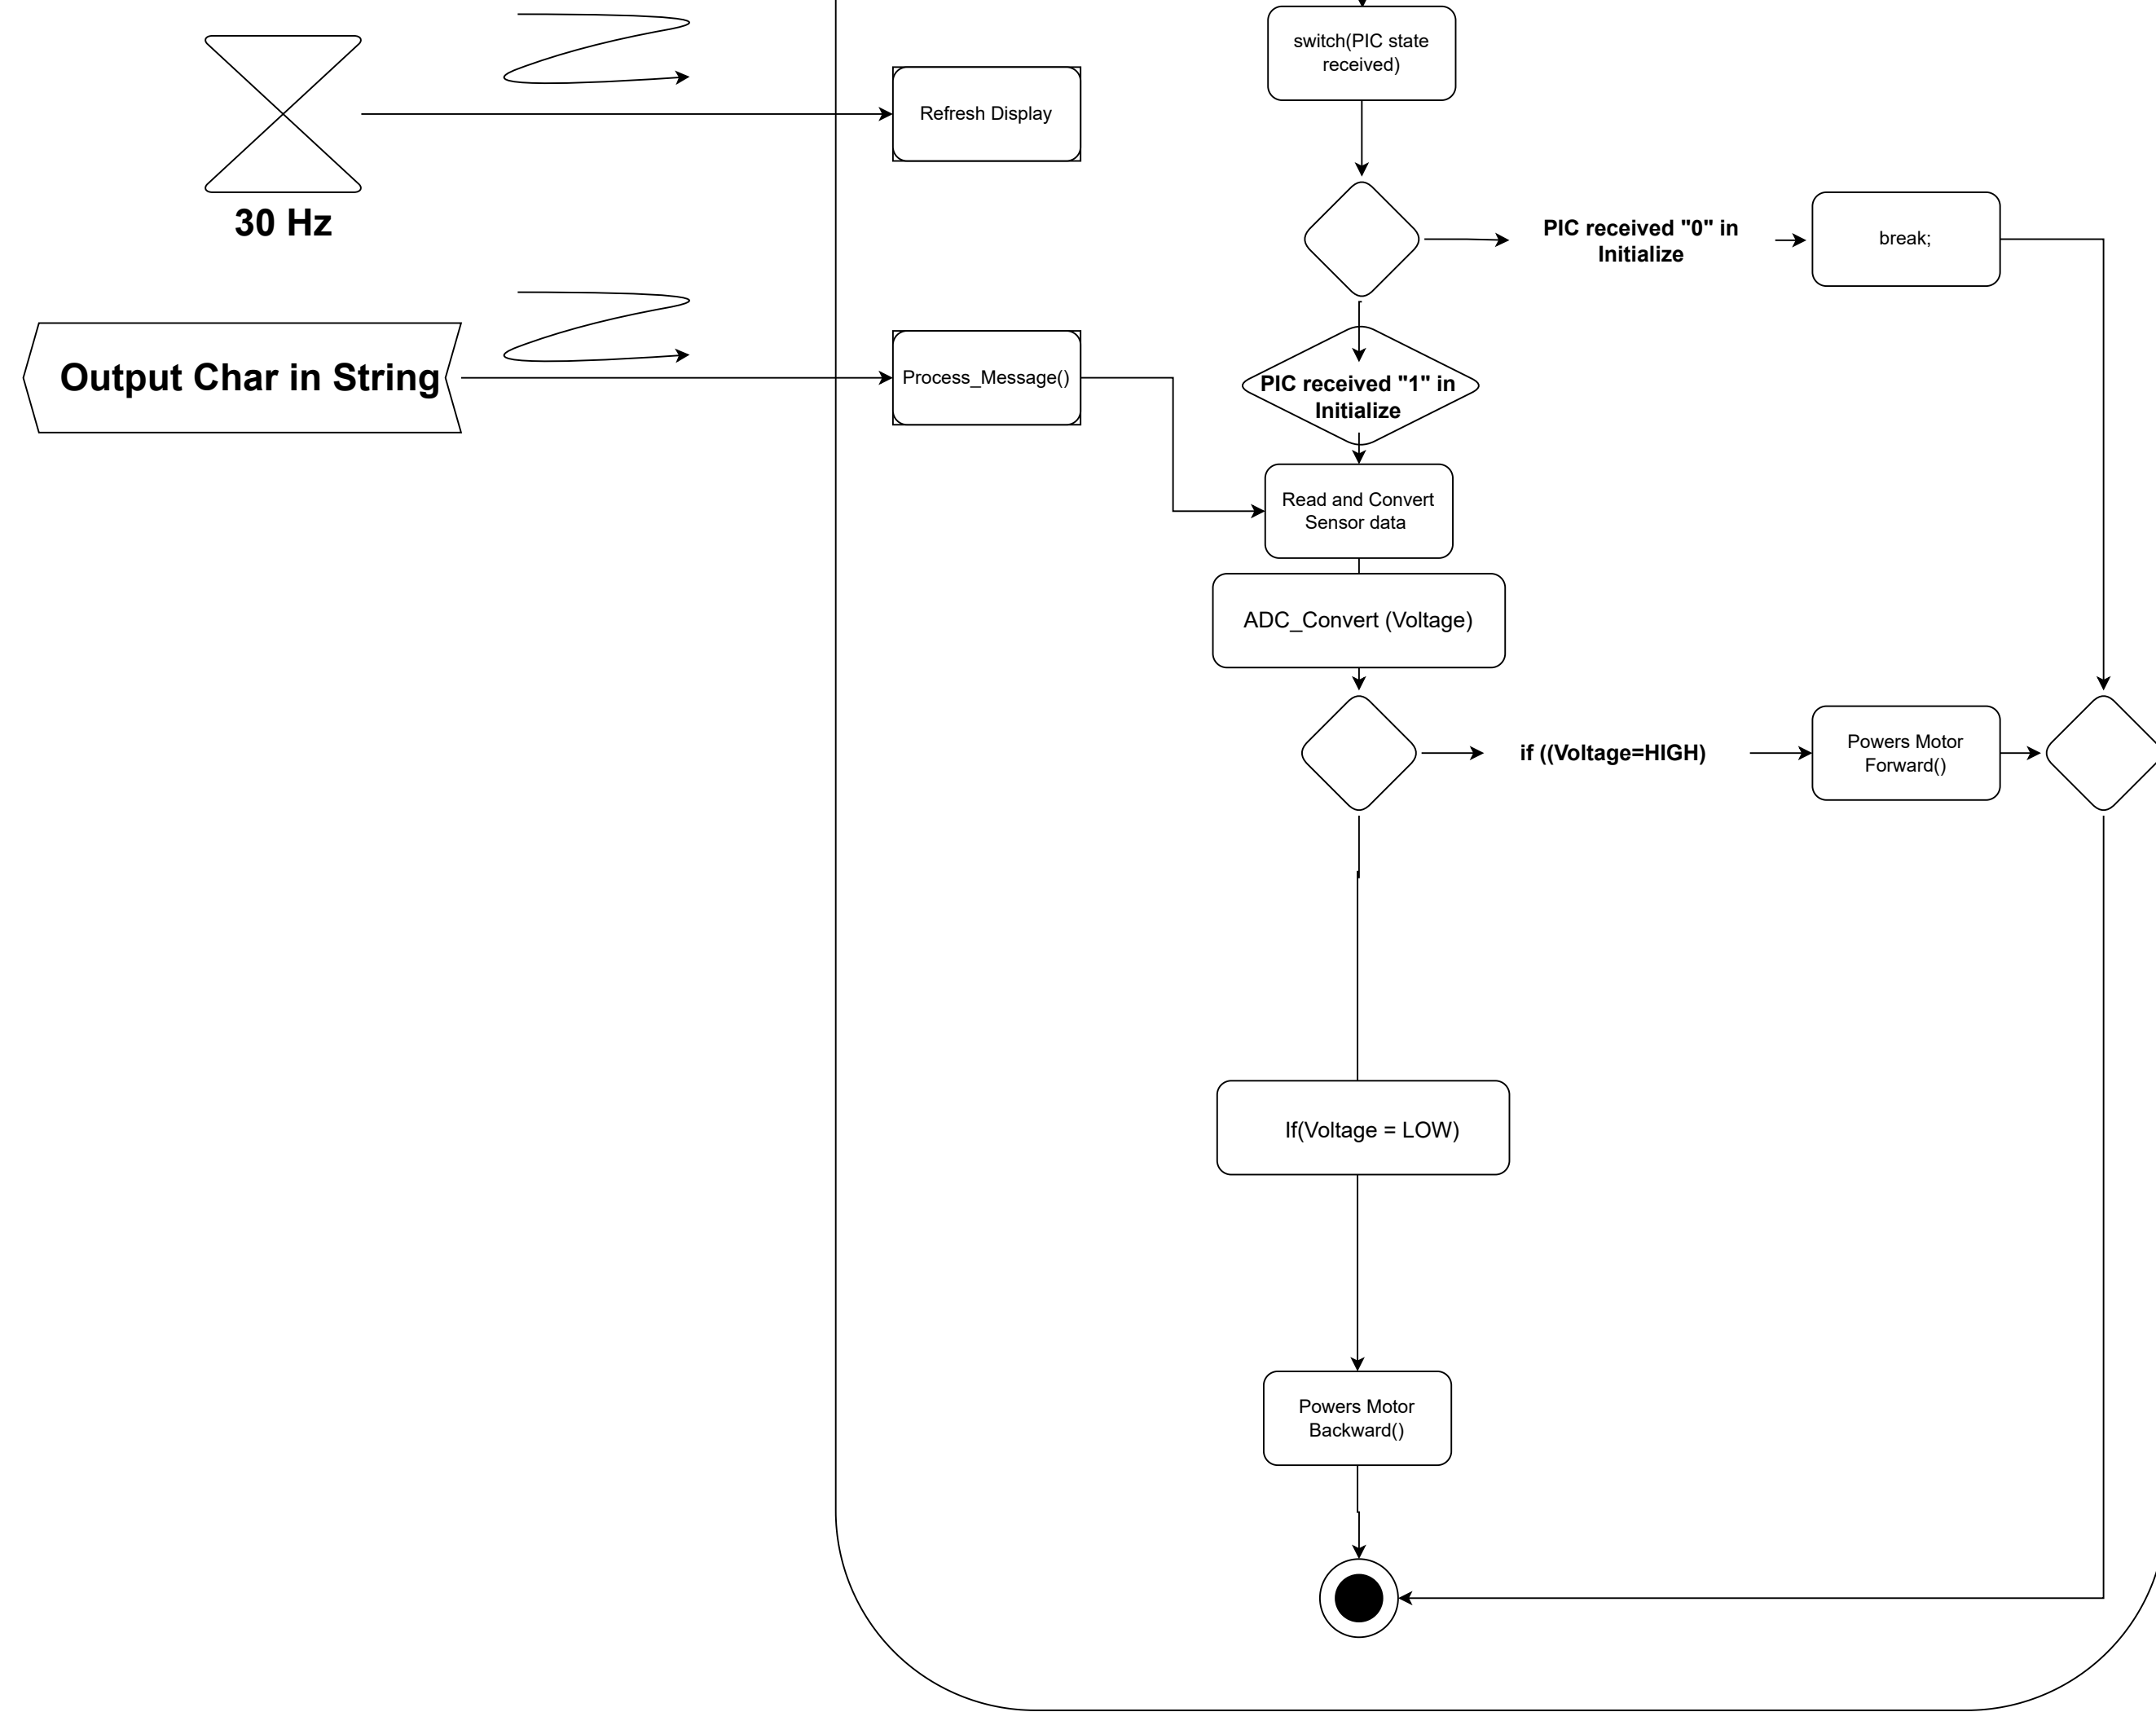 switch(PIC state
received)
Refresh Display
30 Hz
PIC received "0" in
Initialize
break;
Output Char in String
Process_Message()
PIC received "1" in
Initialize
Read and Convert
Sensor data
ADC_Convert (Voltage)
if ((Voltage=HIGH)
Powers Motor
Forward()
If(Voltage = LOW)
Powers Motor
Backward()